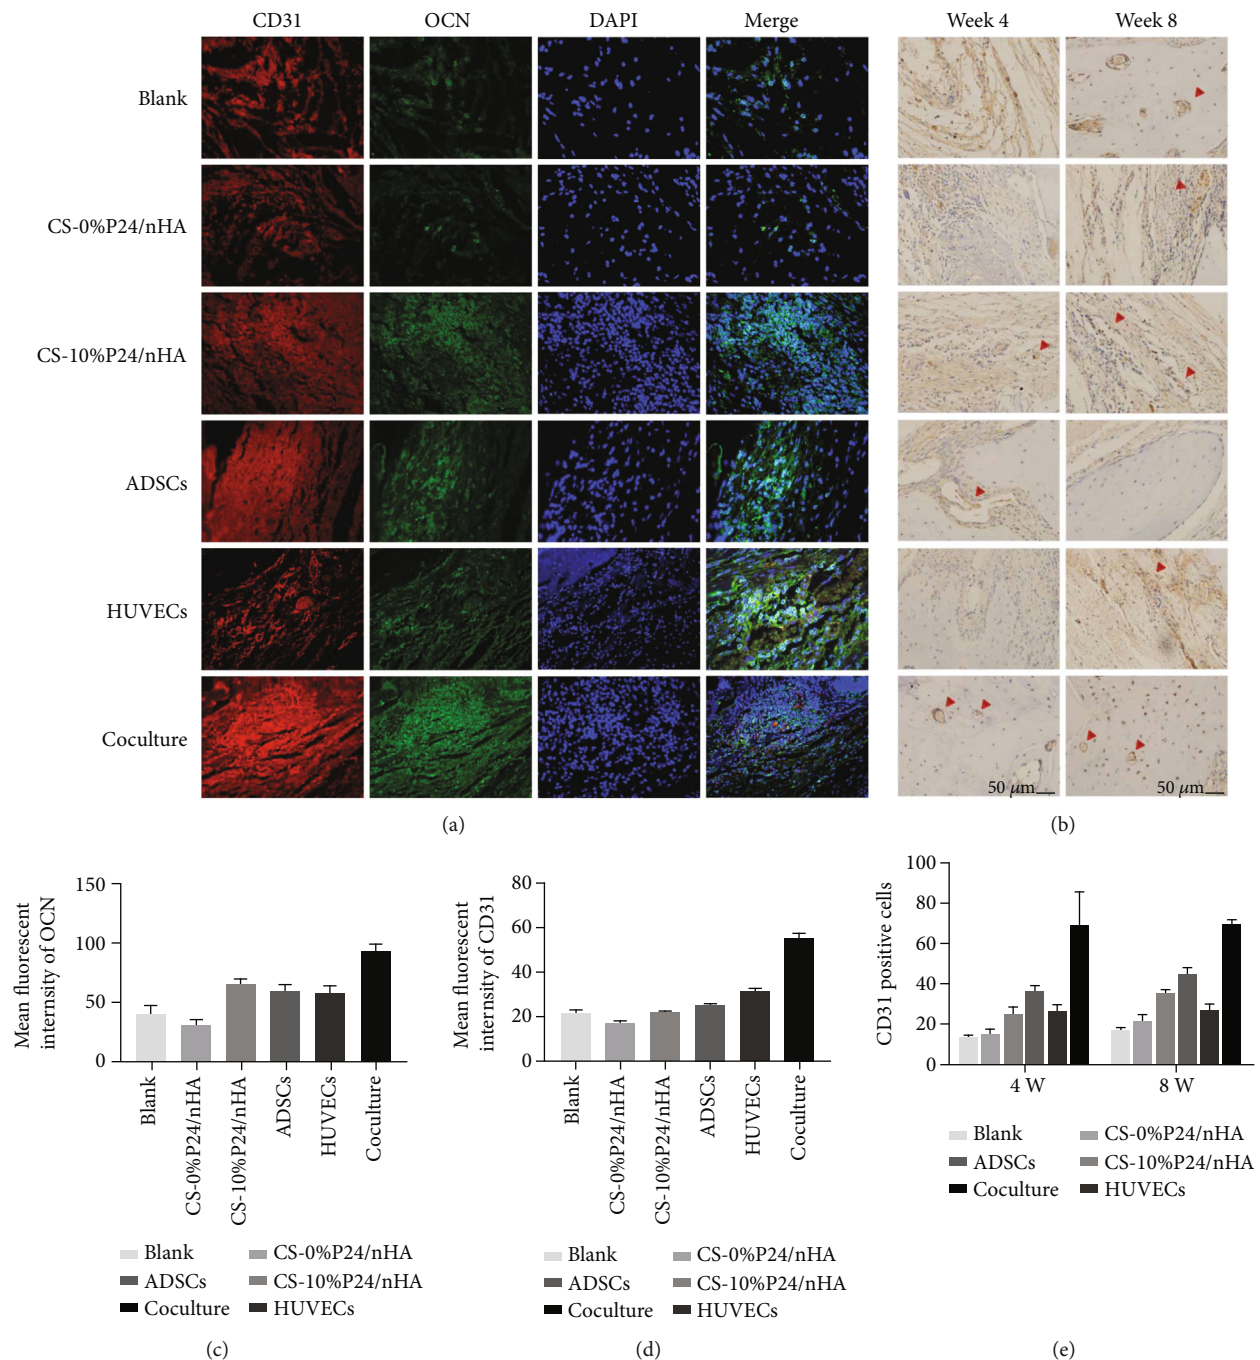 CD31 OCN DAPI Merge Week 4 Week 8
Blank
CS-0%P24/nHA
CS-10%P24/nHA
ADSCs
HUVECs
Coculture
50 μm 50 μm
(a) (b)
Mean fluorescent
intensity of OCN
150
100
50
0
Blank
CS-0%P24/nHA
CS-10%P24/nHA
ADSCs
HUVECs
Coculture
Blank CS-0%P24/nHA
ADSCs CS-10%P24/nHA
Coculture HUVECs
(c)
Mean fluorescent
internsity of CD31
80
60
40
20
0
Blank
CS-0%P24/nHA
CS-10%P24/nHA
ADSCs
HUVECs
Coculture
Blank CS-0%P24/nHA
ADSCs CS-10%P24/nHA
Coculture HUVECs
(d)
CD31 positive cells
100
80
60
40
20
0
4 W 8 W
Blank CS-0%P24/nHA
ADSCs CS-10%P24/nHA
Coculture HUVECs
(e)